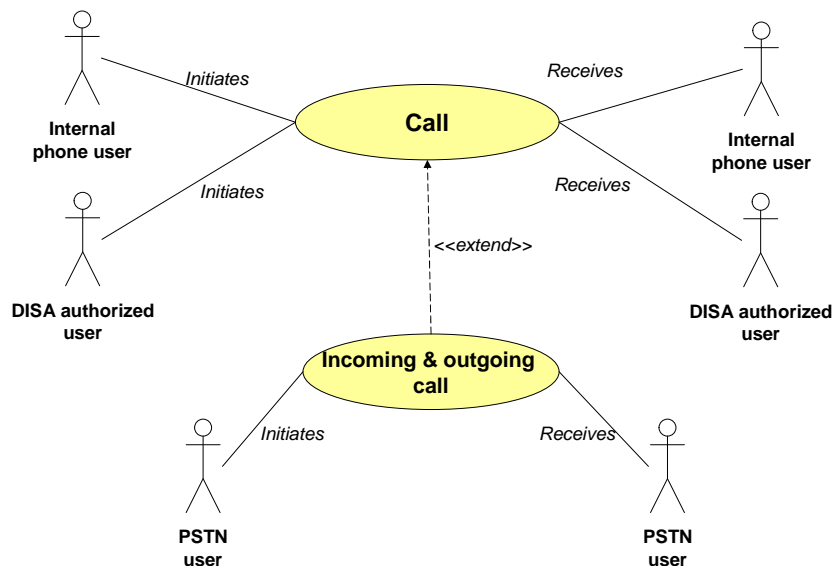 Initiates
Receives
Internal
phone user
Call
Internal
phone user
Initiates
Receives
<<extend>>
DISA authorized
user
DISA authorized
user
Incoming & outgoing
call
Initiates
Receives
PSTN
user
PSTN
user